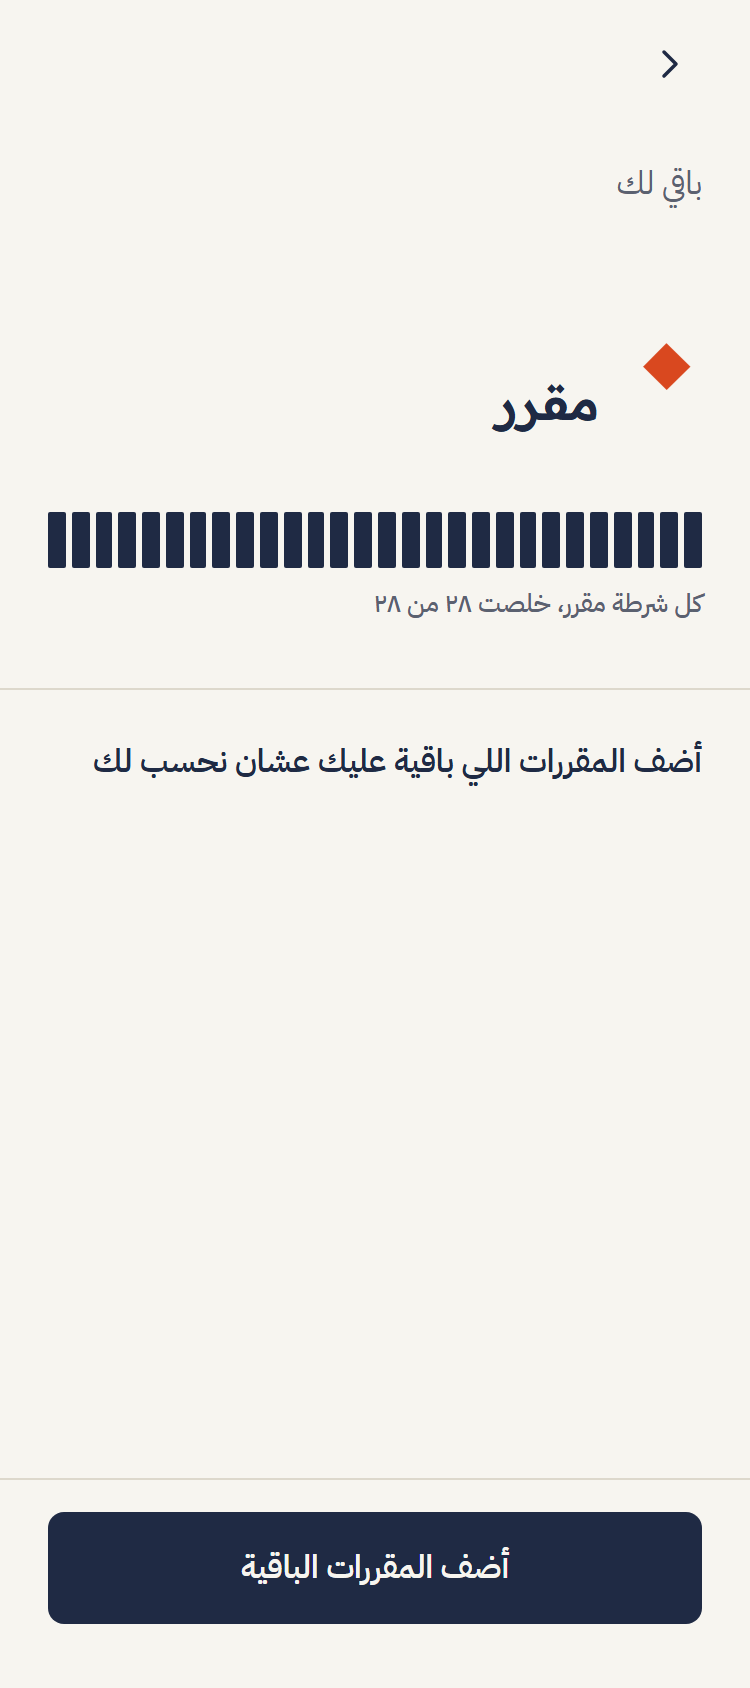 باقي لك
٠ مقرر
كل شرطة مقرر، خلصت ٢٨ من ٢٨
أضف المقررات اللي باقية عليك عشان نحسب لك
أضف المقررات الباقية